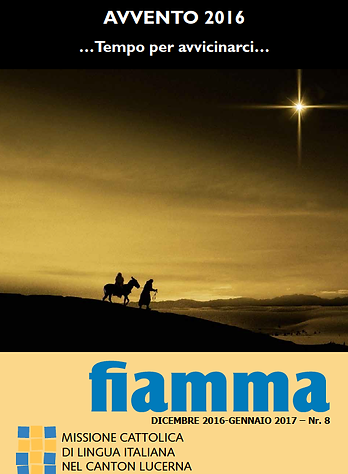 AVVENTO 2016
...Tempo per avvicinarci...
fiamma
DICEMBRE 2016-GENNAIO 2017 – Nr. 8
MISSIONE CATTOLICA
DI LINGUA ITALIANA
NEL CANTON LUCERNA